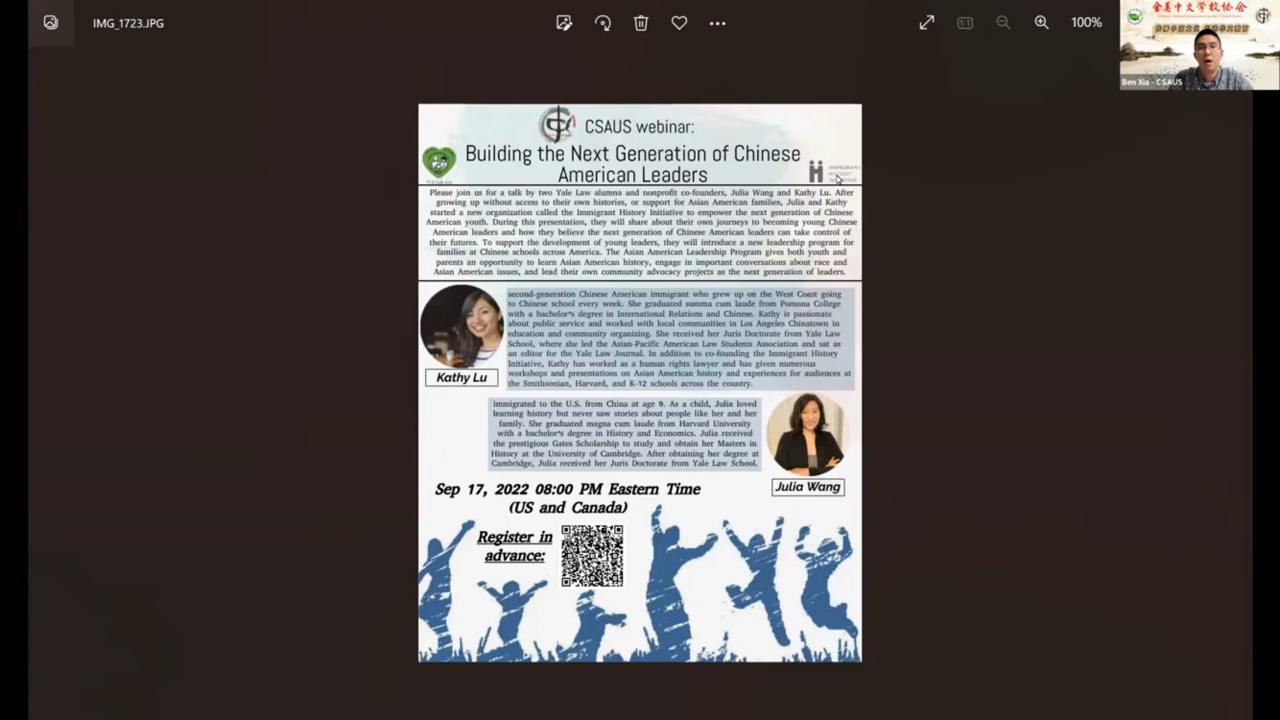 IMG_1723.JPG
100%
全美中文学校协会
Ben Xia - CSAUS
CSAUS webinar:
Building the Next Generation of Chinese
American Leaders
Please join us for a talk by two Yale Law alumna and nonprofit co-founders, Julia Wang and Kathy Lu. After
growing up without access to their own histories, or support for Asian American families, Julia and Kathy
started a new organization called the Immigrant History Initiative to empower the next generation of Chinese
American youth. During this presentation, they will share about their own journeys to becoming young Chinese
American leaders and how they believe the next generation of Chinese American leaders can take control of
their futures. To support the development of young leaders, they will introduce a new leadership program for
families at Chinese schools across America. The Asian American Leadership Program gives both youth and
parents an opportunity to learn Asian American history, engage in important conversations about race and
Asian American issues, and lead their own community advocacy projects as the next generation of leaders.
second-generation Chinese American immigrant who grew up on the West Coast going
to Chinese school every week. She graduated summa cum laude from Pomona College
with a bachelor's degree in International Relations and Chinese. Kathy is passionate
about public service and worked with local communities in Los Angeles Chinatown in
education and community organizing. She received her Juris Doctorate from Yale Law
School, where she led the Asian-Pacific American Law Students Association and sat as
an editor for the Yale Law Journal. In addition to co-founding the Immigrant History
Initiative, Kathy has worked as a human rights lawyer and has given numerous
workshops and presentations on Asian American history and experiences for audiences at
the Smithsonian, Harvard, and K-12 schools across the country.
Kathy Lu
immigrated to the U.S. from China at age 9. As a child, Julia loved
learning history but never saw stories about people like her and her
family. She graduated magna cum laude from Harvard University
with a bachelor's degree in History and Economics. Julia received
the prestigious Gates Scholarship to study and obtain her Masters in
History at the University of Cambridge. After obtaining her degree at
Cambridge, Julia received her Juris Doctorate from Yale Law School.
Julia Wang
Sep 17, 2022 08:00 PM Eastern Time
(US and Canada)
Register in
advance: